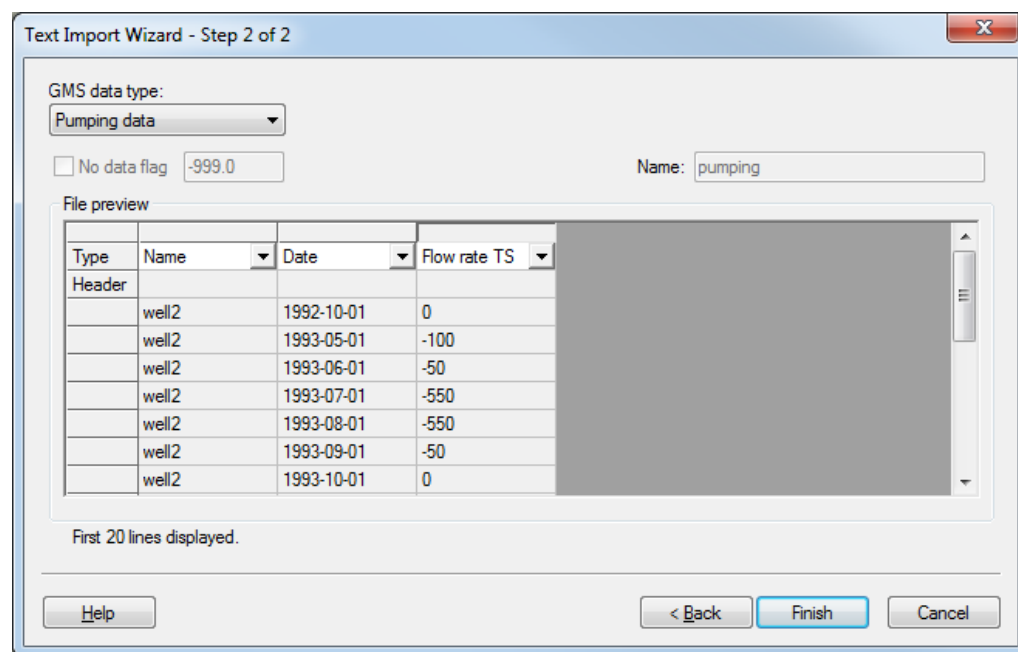 Text Import Wizard - Step 2 of 2
GMS data type:
Pumping data
No data flag -999.0 Name: pumping
File preview
Type Name Date Flow rate TS
Header
well2 1992-10-01 0
well2 1993-05-01 -100
well2 1993-06-01 -50
well2 1993-07-01 -550
well2 1993-08-01 -550
well2 1993-09-01 -50
well2 1993-10-01 0
First 20 lines displayed.
Help < Back Finish Cancel